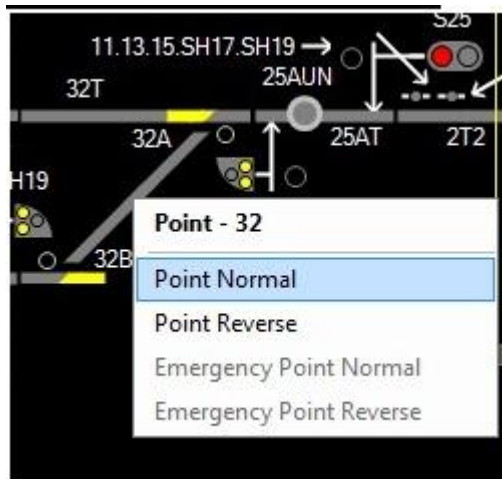 S25
11.13.15.SH17.SH19
25AUN
32T
32A
25AT
2T2
H19
32B
Point - 32
Point Normal
Point Reverse
Emergency Point Normal
Emergency Point Reverse